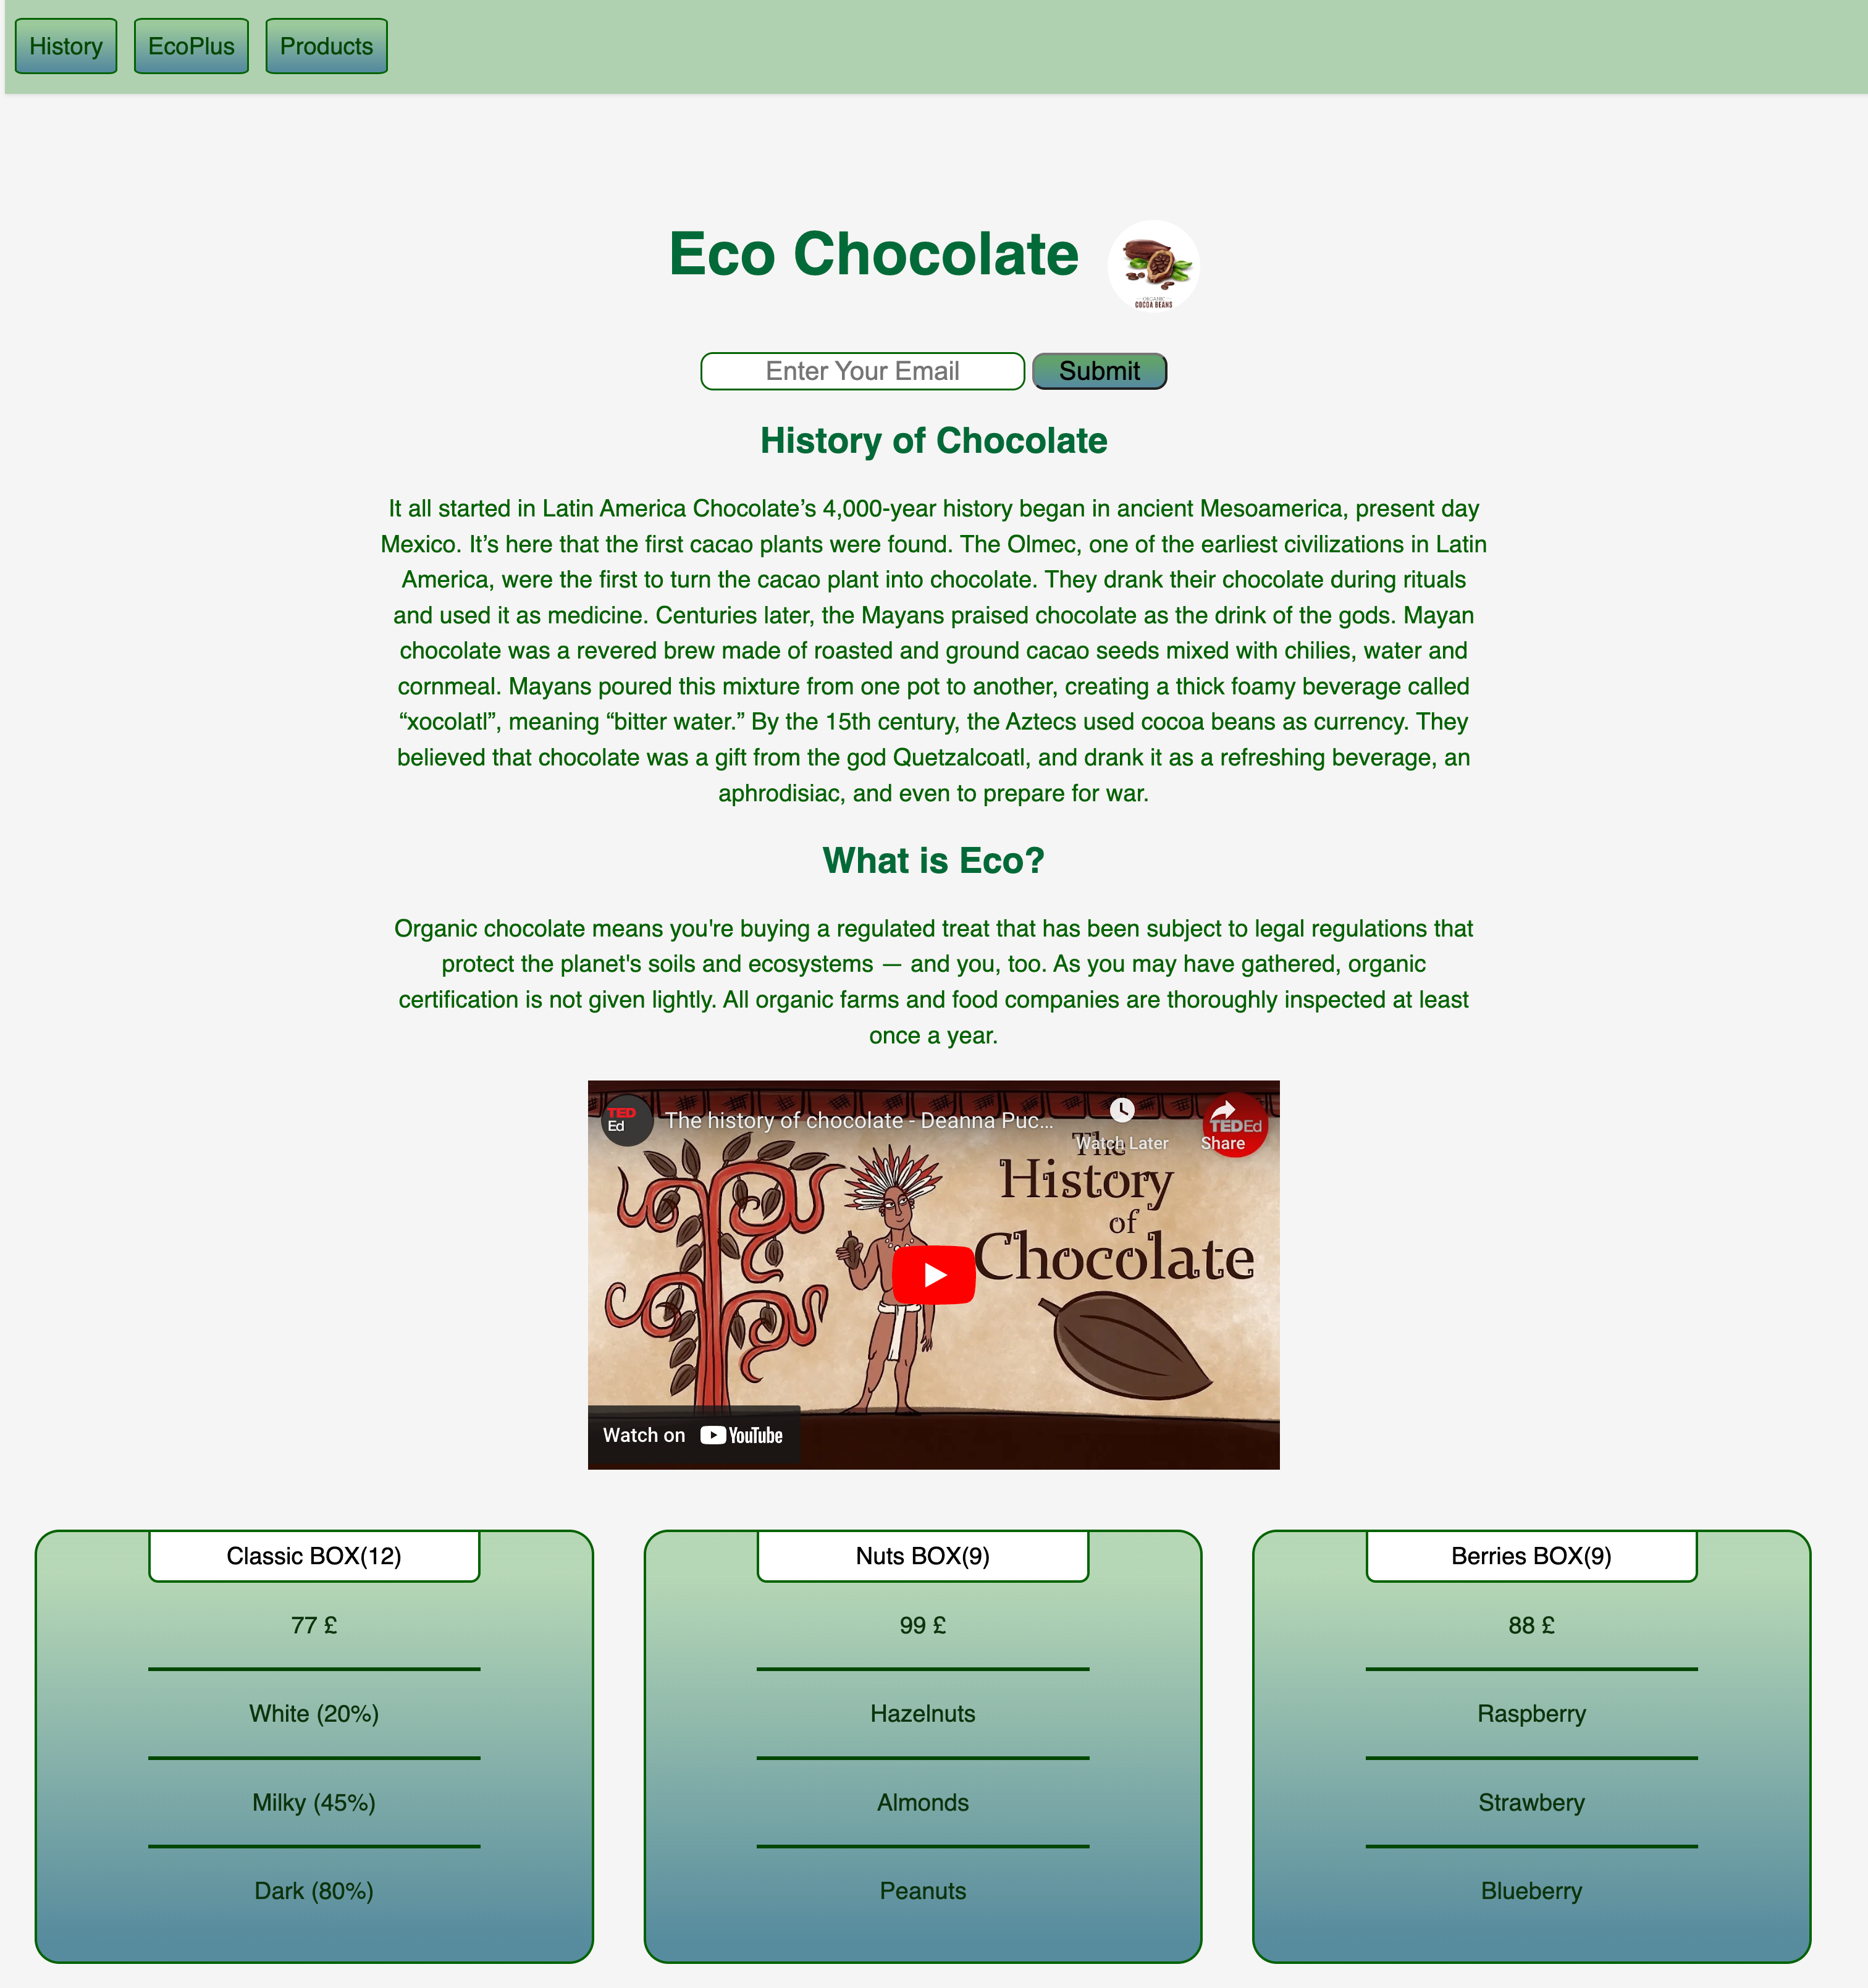 History EcoPlus Products
Eco Chocolate
ORGANIC
COCOA BEANS
Enter Your Email Submit
History of Chocolate
It all started in Latin America Chocolate’s 4,000-year history began in ancient Mesoamerica, present day
Mexico. It’s here that the first cacao plants were found. The Olmec, one of the earliest civilizations in Latin
America, were the first to turn the cacao plant into chocolate. They drank their chocolate during rituals
and used it as medicine. Centuries later, the Mayans praised chocolate as the drink of the gods. Mayan
chocolate was a revered brew made of roasted and ground cacao seeds mixed with chilies, water and
cornmeal. Mayans poured this mixture from one pot to another, creating a thick foamy beverage called
“xocolatl”, meaning “bitter water.” By the 15th century, the Aztecs used cocoa beans as currency. They
believed that chocolate was a gift from the god Quetzalcoatl, and drank it as a refreshing beverage, an
aphrodisiac, and even to prepare for war.
What is Eco?
Organic chocolate means you're buying a regulated treat that has been subject to legal regulations that
protect the planet's soils and ecosystems — and you, too. As you may have gathered, organic
certification is not given lightly. All organic farms and food companies are thoroughly inspected at least
once a year.
TED
Ed
The history of chocolate - Deanna Puc...
Watch Later
Share
TEDEd
The
History
of
Chocolate
Watch on YouTube
Classic BOX(12)
77 £
White (20%)
Milky (45%)
Dark (80%)
Nuts BOX(9)
99 £
Hazelnuts
Almonds
Peanuts
Berries BOX(9)
88 £
Raspberry
Strawbery
Blueberry